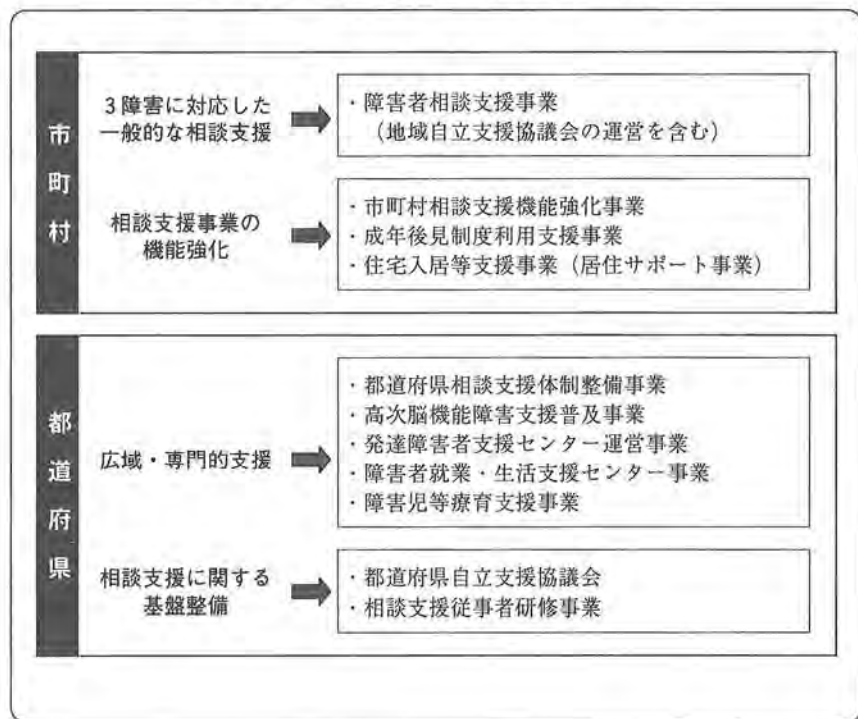 市町村
3障害に対応した
一般的な相談支援
・障害者相談支援事業
（地域自立支援協議会の運営を含む）
相談支援事業の
機能強化
・市町村相談支援機能強化事業
・成年後見制度利用支援事業
・住宅入居等支援事業（居住サポート事業）
都道府県
広域・専門的支援
・都道府県相談支援体制整備事業
・高次脳機能障害支援普及事業
・発達障害者支援センター運営事業
・障害者就業・生活支援センター事業
・障害児等療育支援事業
相談支援に関する
基盤整備
・都道府県自立支援協議会
・相談支援従事者研修事業